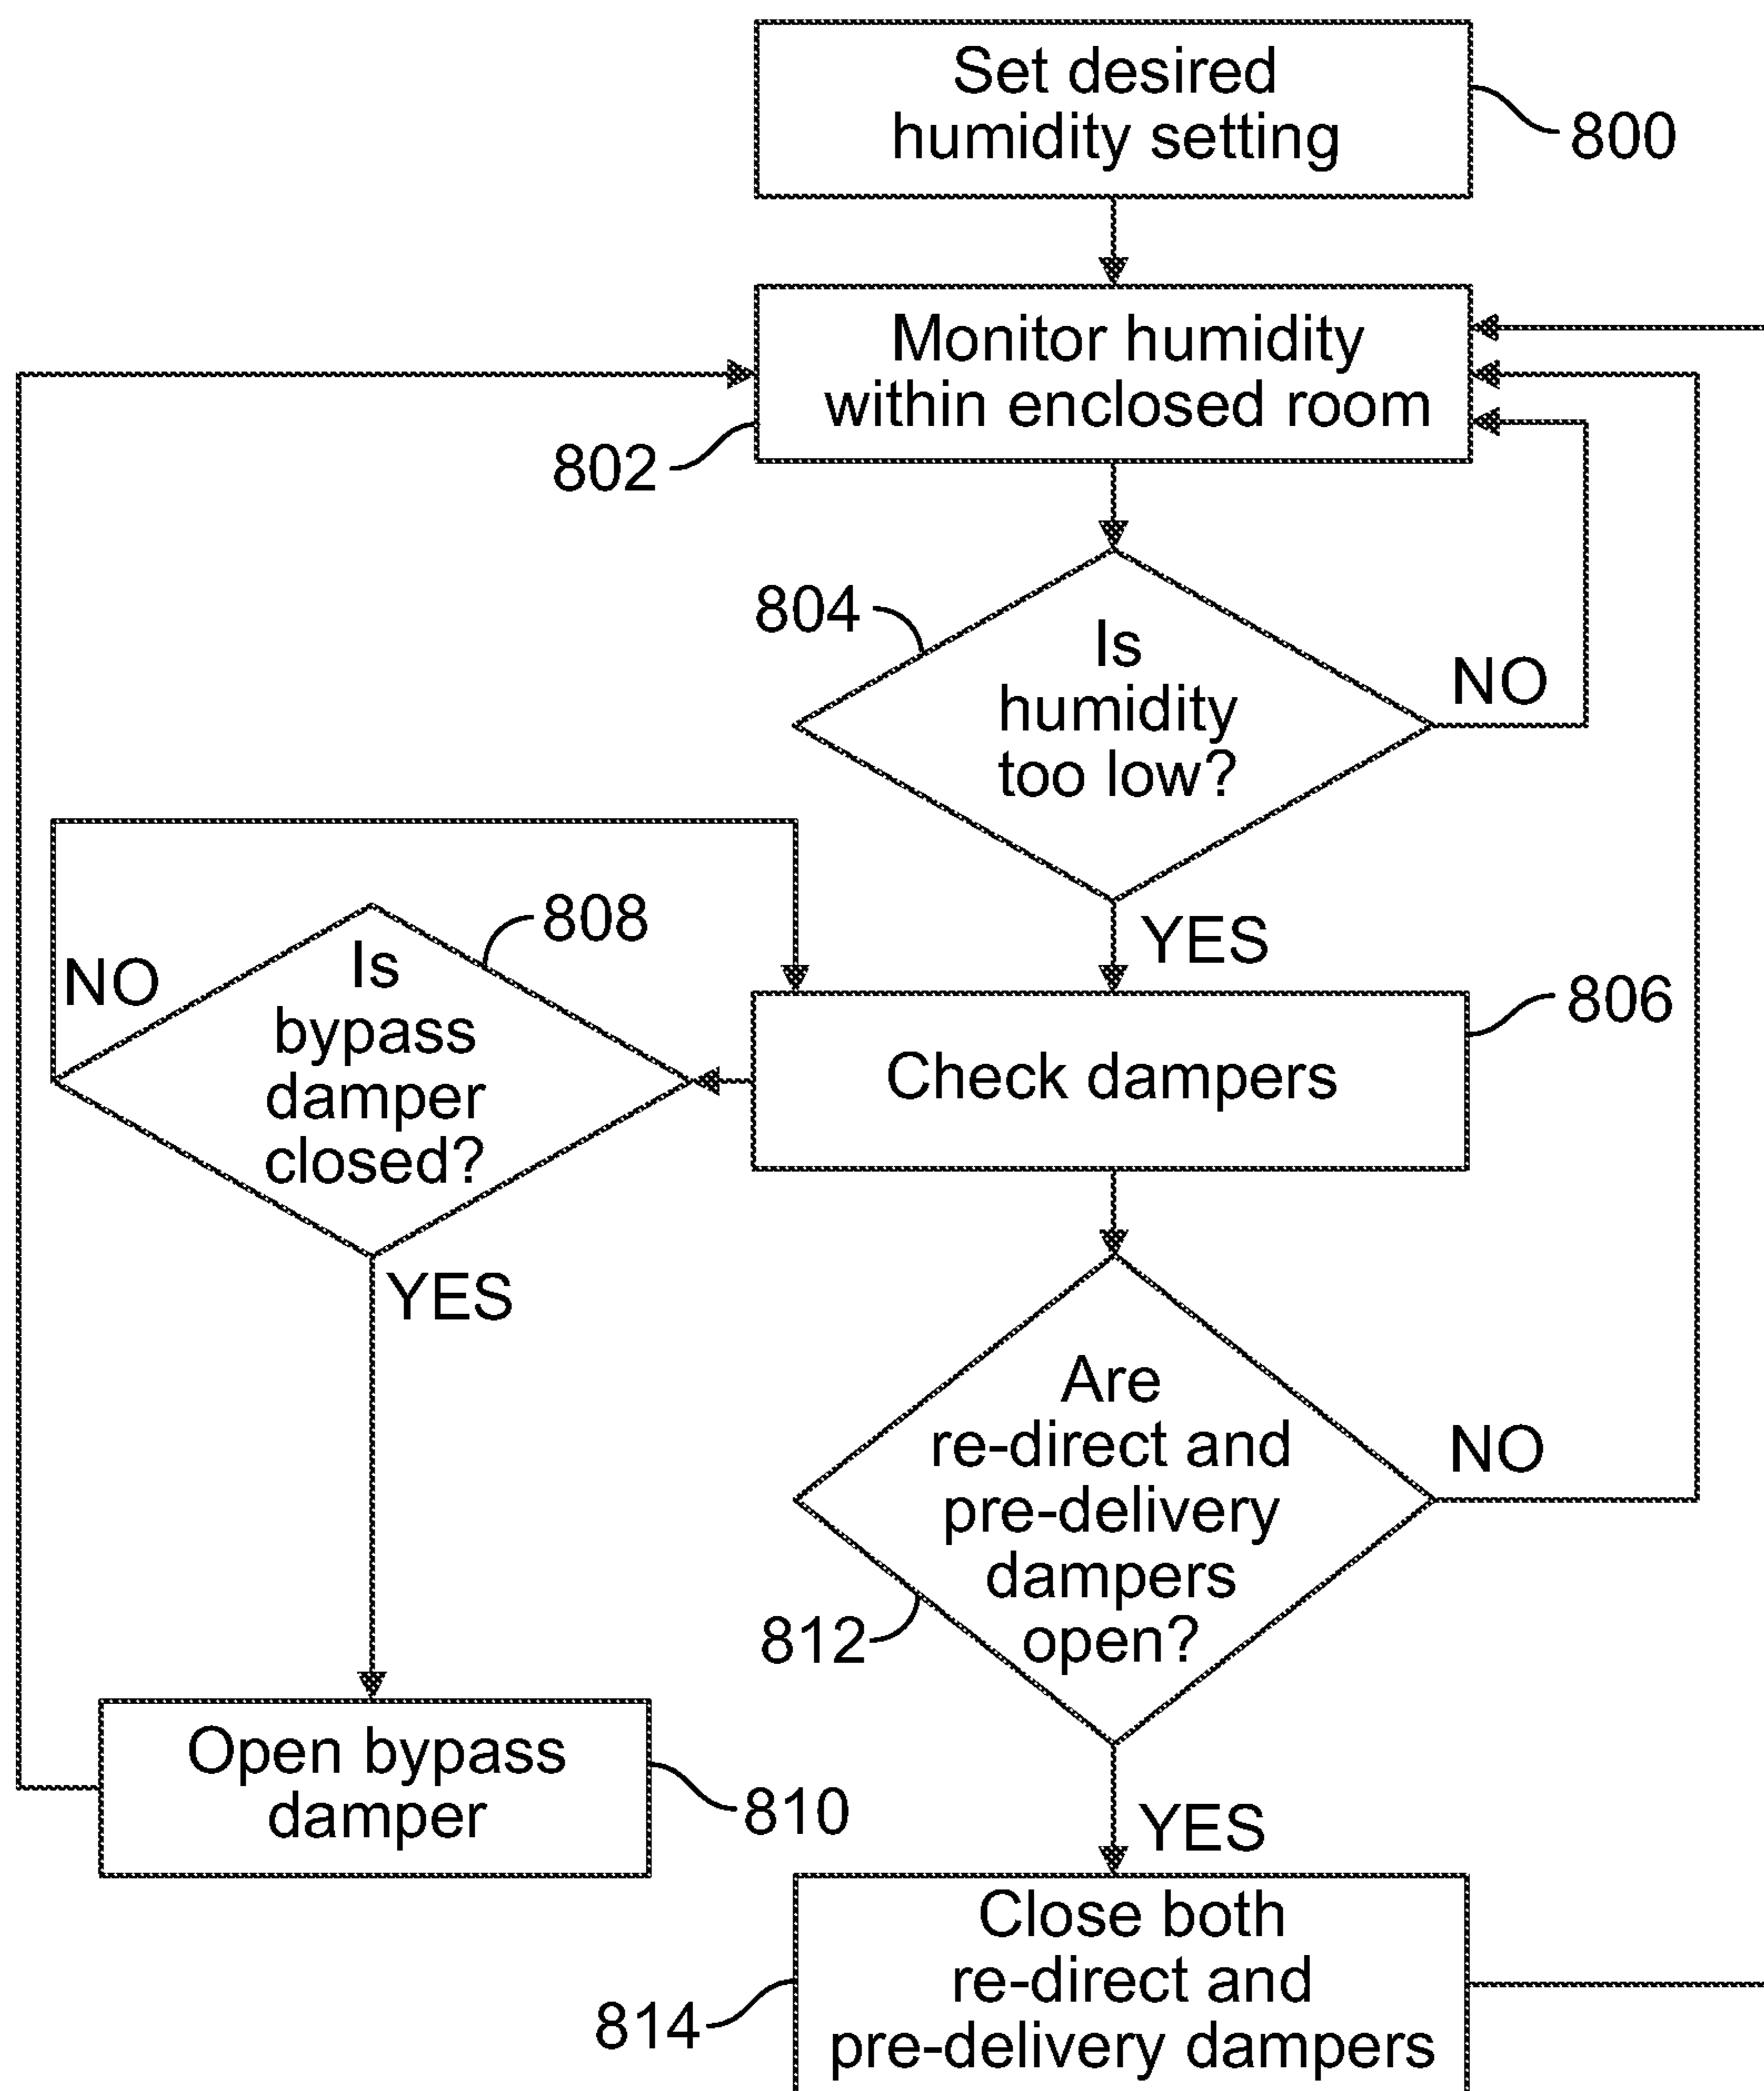 Set desired
humidity setting
800
Monitor humidity
within enclosed room
802
804
Is
humidity
too low?
NO
YES
808
NO
Is
bypass
damper
closed?
806
Check dampers
YES
Are
re-direct and
pre-delivery
dampers
open?
NO
812
Open bypass
damper
810
YES
Close both
re-direct and
pre-delivery dampers
814